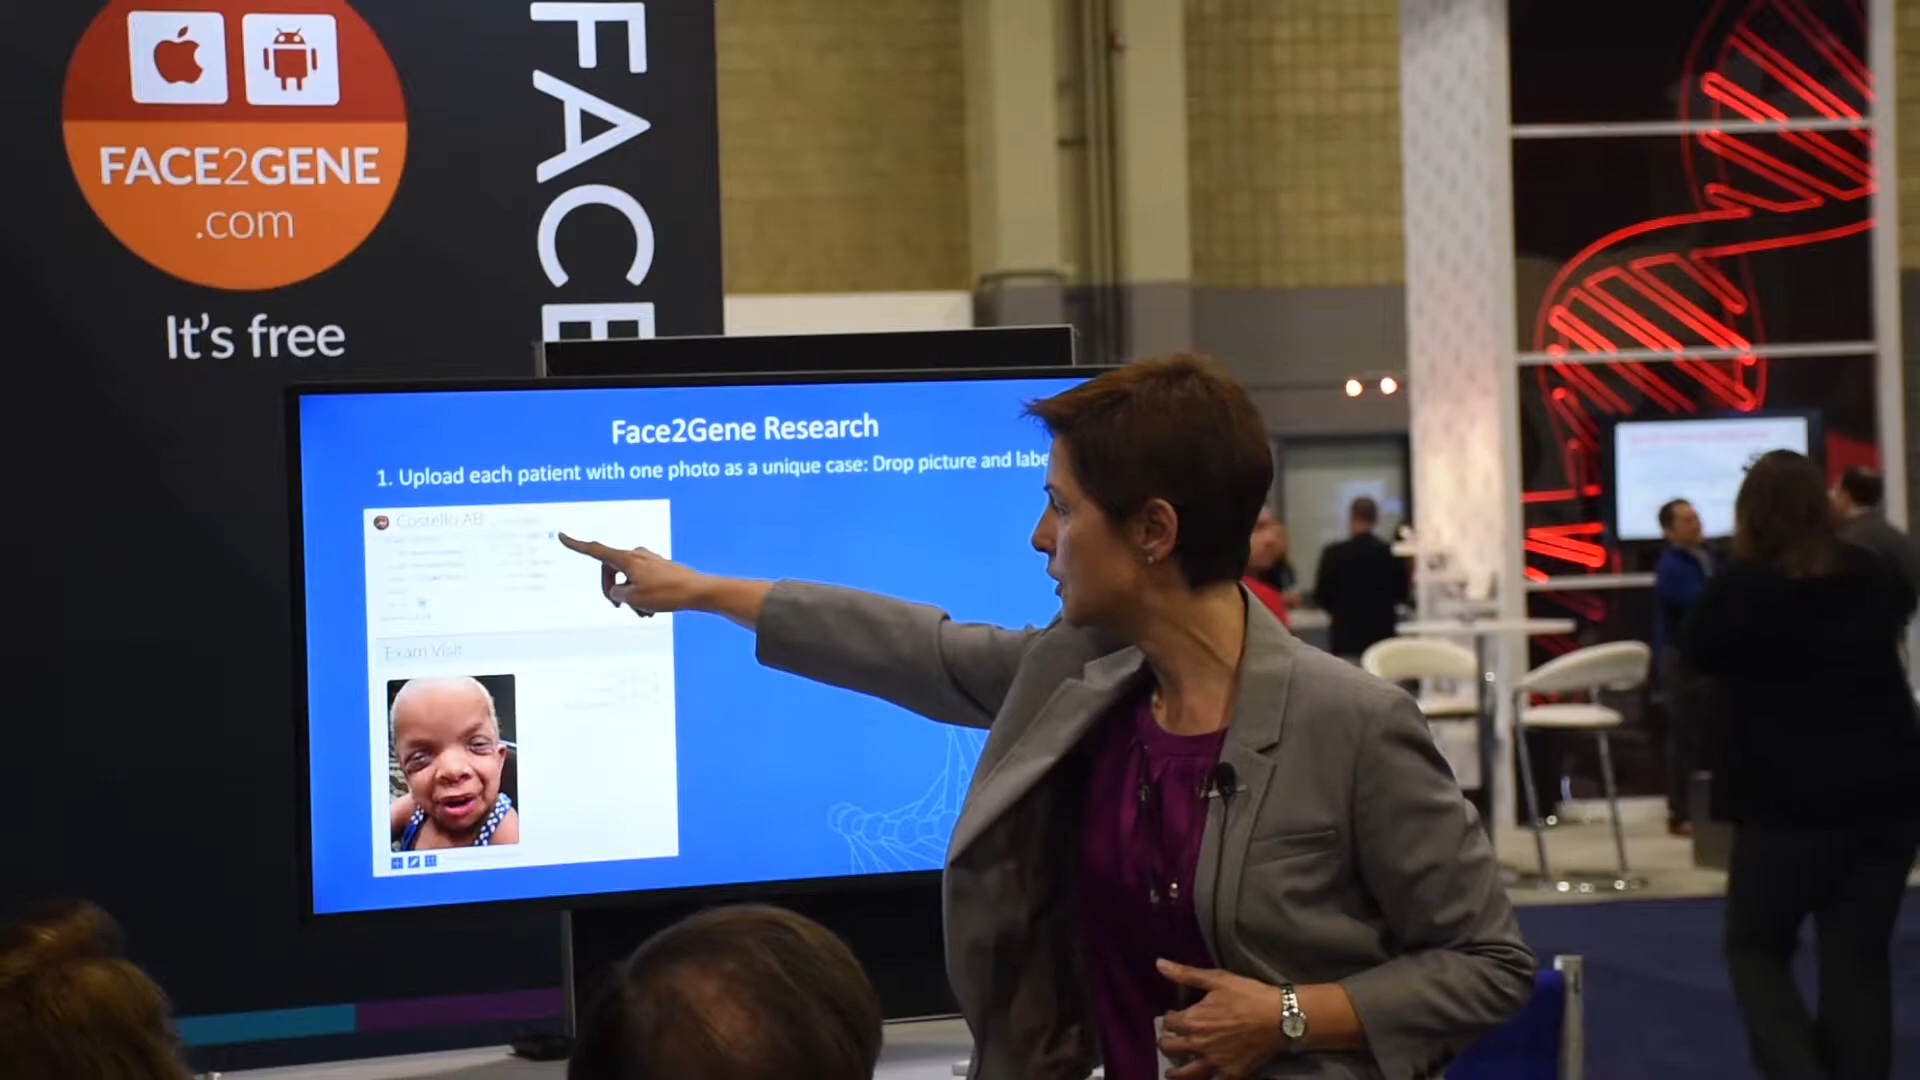 FACE2GENE
.com
It's free
FACE
Face2Gene Research
1. Upload each patient with one photo as a unique case: Drop picture and labe
Costello AB
Exam Visit